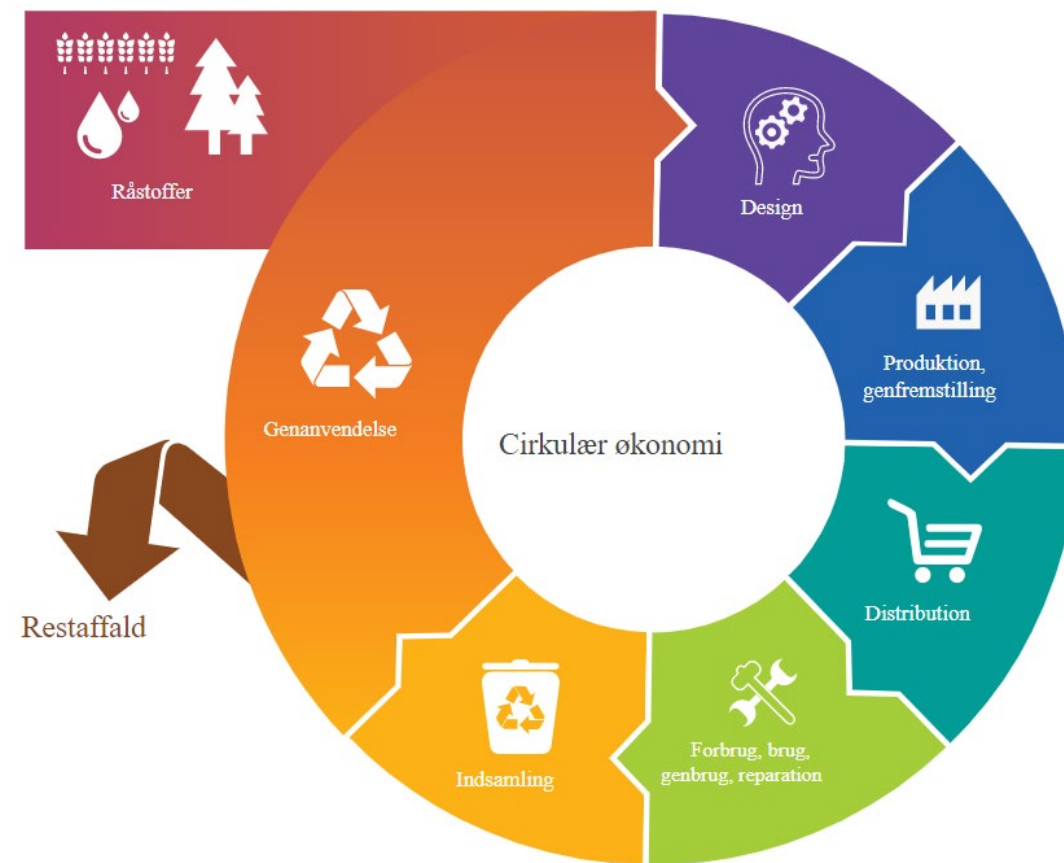 Råstoffer
Design
Produktion,
genfremstilling
Genanvendelse
Cirkulær økonomi
Distribution
Restaffald
Forbrug, brug,
genbrug, reparation
Indsamling